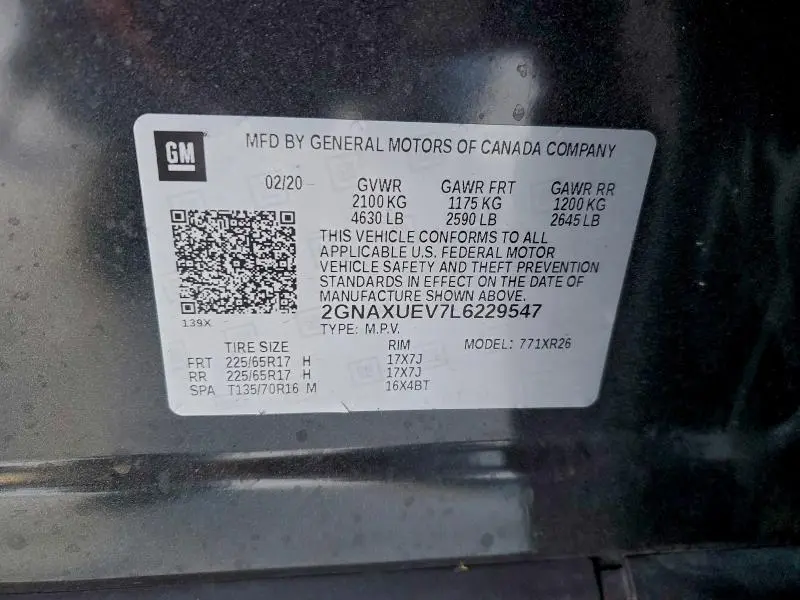 GM
MFD BY GENERAL MOTORS OF CANADA COMPANY
02/20 GVWR GAWR FRT GAWR RR
2100 KG 1175 KG 1200 KG
4630 LB 2590 LB 2645 LB
THIS VEHICLE CONFORMS TO ALL
APPLICABLE U.S. FEDERAL MOTOR
VEHICLE SAFETY AND THEFT PREVENTION
STANDARDS IN EFFECT ON THE DATE OF
MANUFACTURE SHOWN ABOVE.
2GNAXUEV7L6229547
139X
TYPE: M.P.V.
TIRE SIZE RIM MODEL: 771XR26
FRT 225/65R17 H 17X7J
RR 225/65R17 H 17X7J
SPA T135/70R16 M 16X4BT